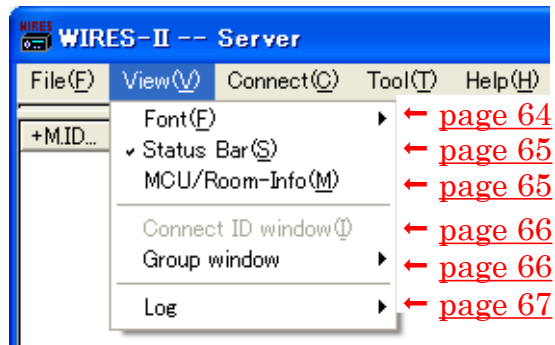 WIRES
WIRES-II -- Server
File(F) View(V) Connect(C) Tool(T) Help(H)
+M.ID...
Font(F) ← page 64
✓ Status Bar(S) ← page 65
MCU/Room-Info(M) ← page 65
Connect ID window(I) ← page 66
Group window ← page 66
Log ← page 67